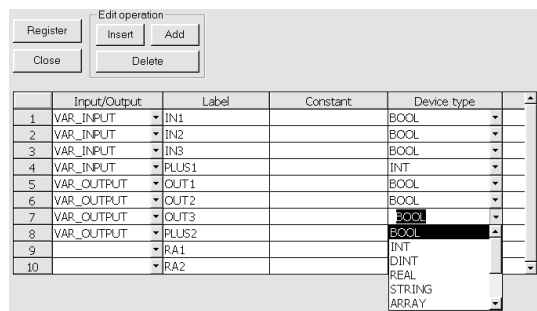 Edit operation
Register Insert Add
Close Delete
Input/Output Label Constant Device type
1 VAR_INPUT IN1 BOOL
2 VAR_INPUT IN2 BOOL
3 VAR_INPUT IN3 BOOL
4 VAR_INPUT PLUS1 INT
5 VAR_OUTPUT OUT1 BOOL
6 VAR_OUTPUT OUT2 BOOL
7 VAR_OUTPUT OUT3 BOOL
8 VAR_OUTPUT PLUS2 BOOL
9 RA1 INT
10 RA2 DINT
REAL
STRING
ARRAY